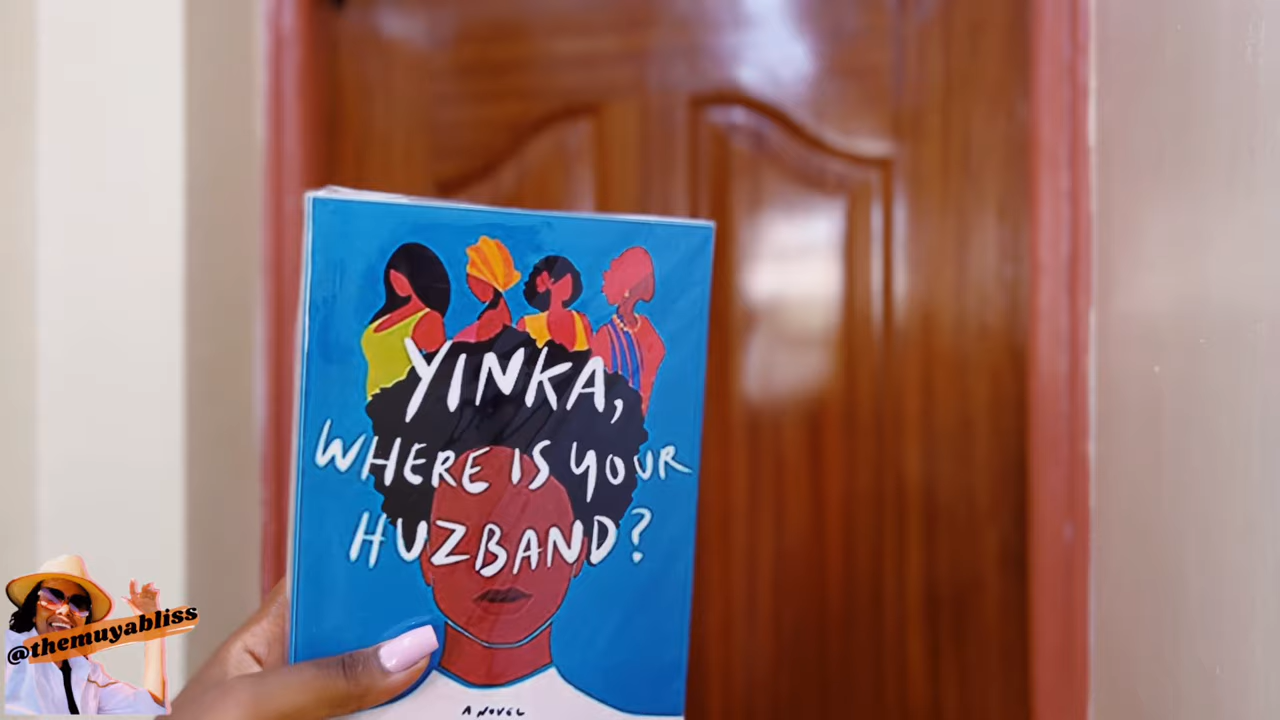 YINKA,
WHERE IS YOUR
HUZBAND?
A NOVEL
@themuyabliss